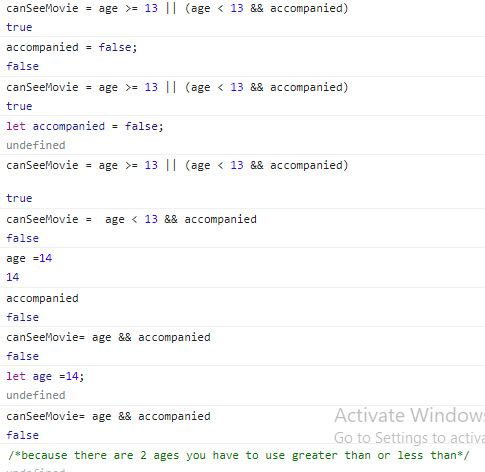 canSeeMovie = age >= 13 || (age < 13 && accompanied)
true
accompanied = false;
false
canSeeMovie = age >= 13 || (age < 13 && accompanied)
true
let accompanied = false;
undefined
canSeeMovie = age >= 13 || (age < 13 && accompanied)
true
canSeeMovie =  age < 13 && accompanied
false
age =14
14
accompanied
false
canSeeMovie= age && accompanied
false
let age =14;
undefined
canSeeMovie= age && accompanied
false
Activate Windows
Go to Settings to activa
/*because there are 2 ages you have to use greater than or less than*/